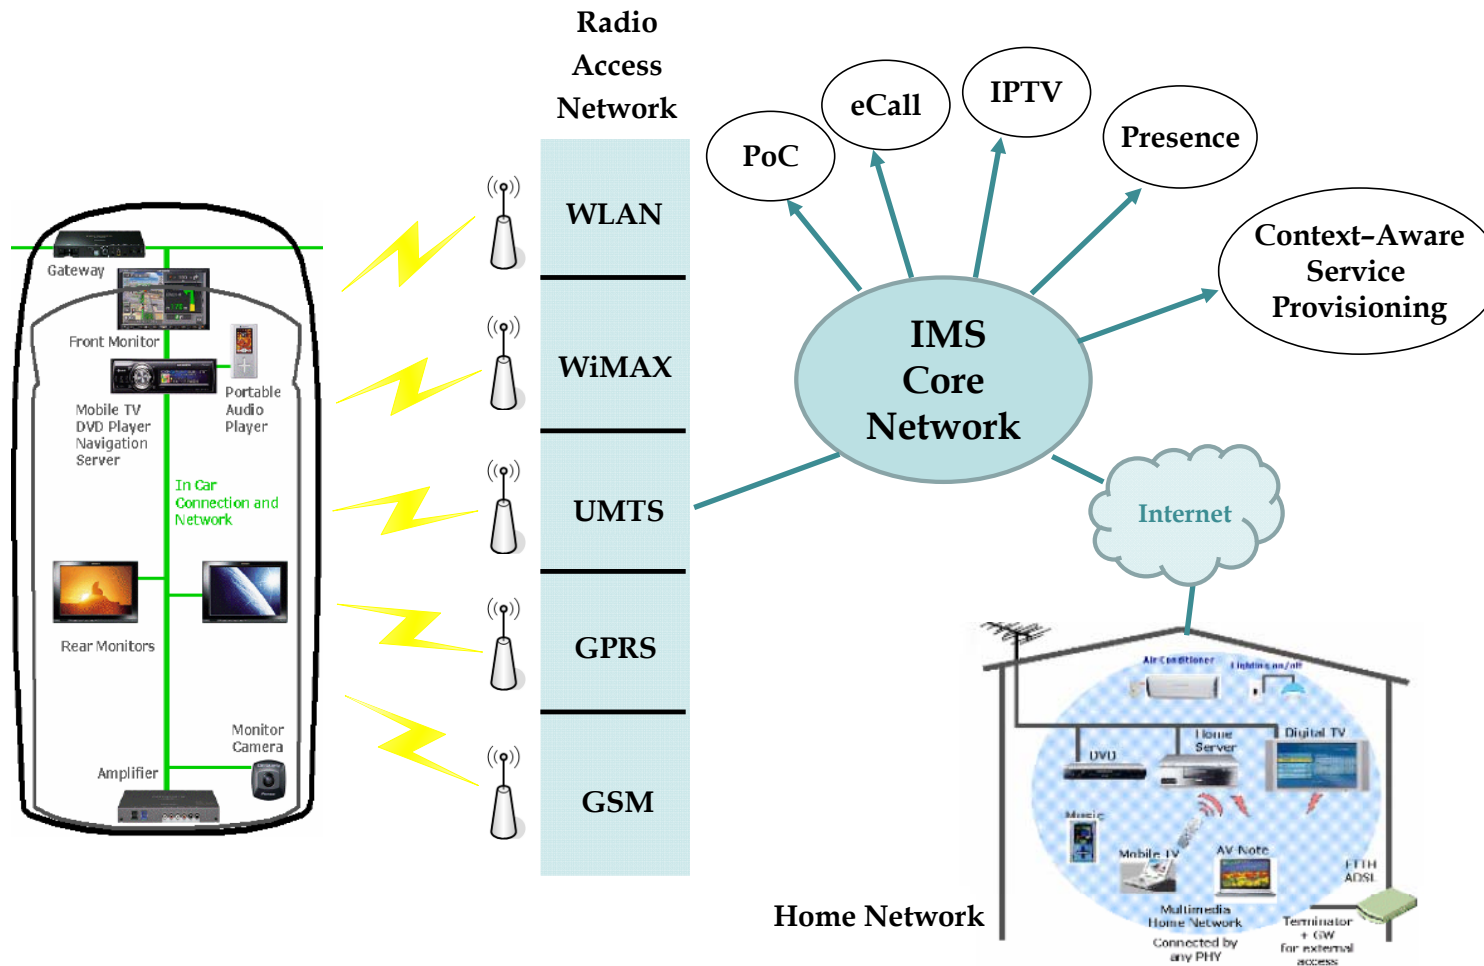 Radio
Access
Network
WLAN
WiMAX
UMTS
GPRS
GSM
PoC
eCall
IPTV
Presence
Context–Aware
Service
Provisioning
IMS
Core
Network
Internet
Gateway
Front Monitor
Portable
Audio
Player
Mobile TV
DVD Player
Navigation
Server
In Car
Connection and
Network
Rear Monitors
Monitor
Camera
Amplifier
Home Network
Air Conditioner
Lighting on/off
DVD
Home
Server
Digital TV
Music
Mobile TV
AV Note
FTTH
ADSL
Multimedia
Home Network
Connected by
any PHY
Terminator
+ GW
for external
access